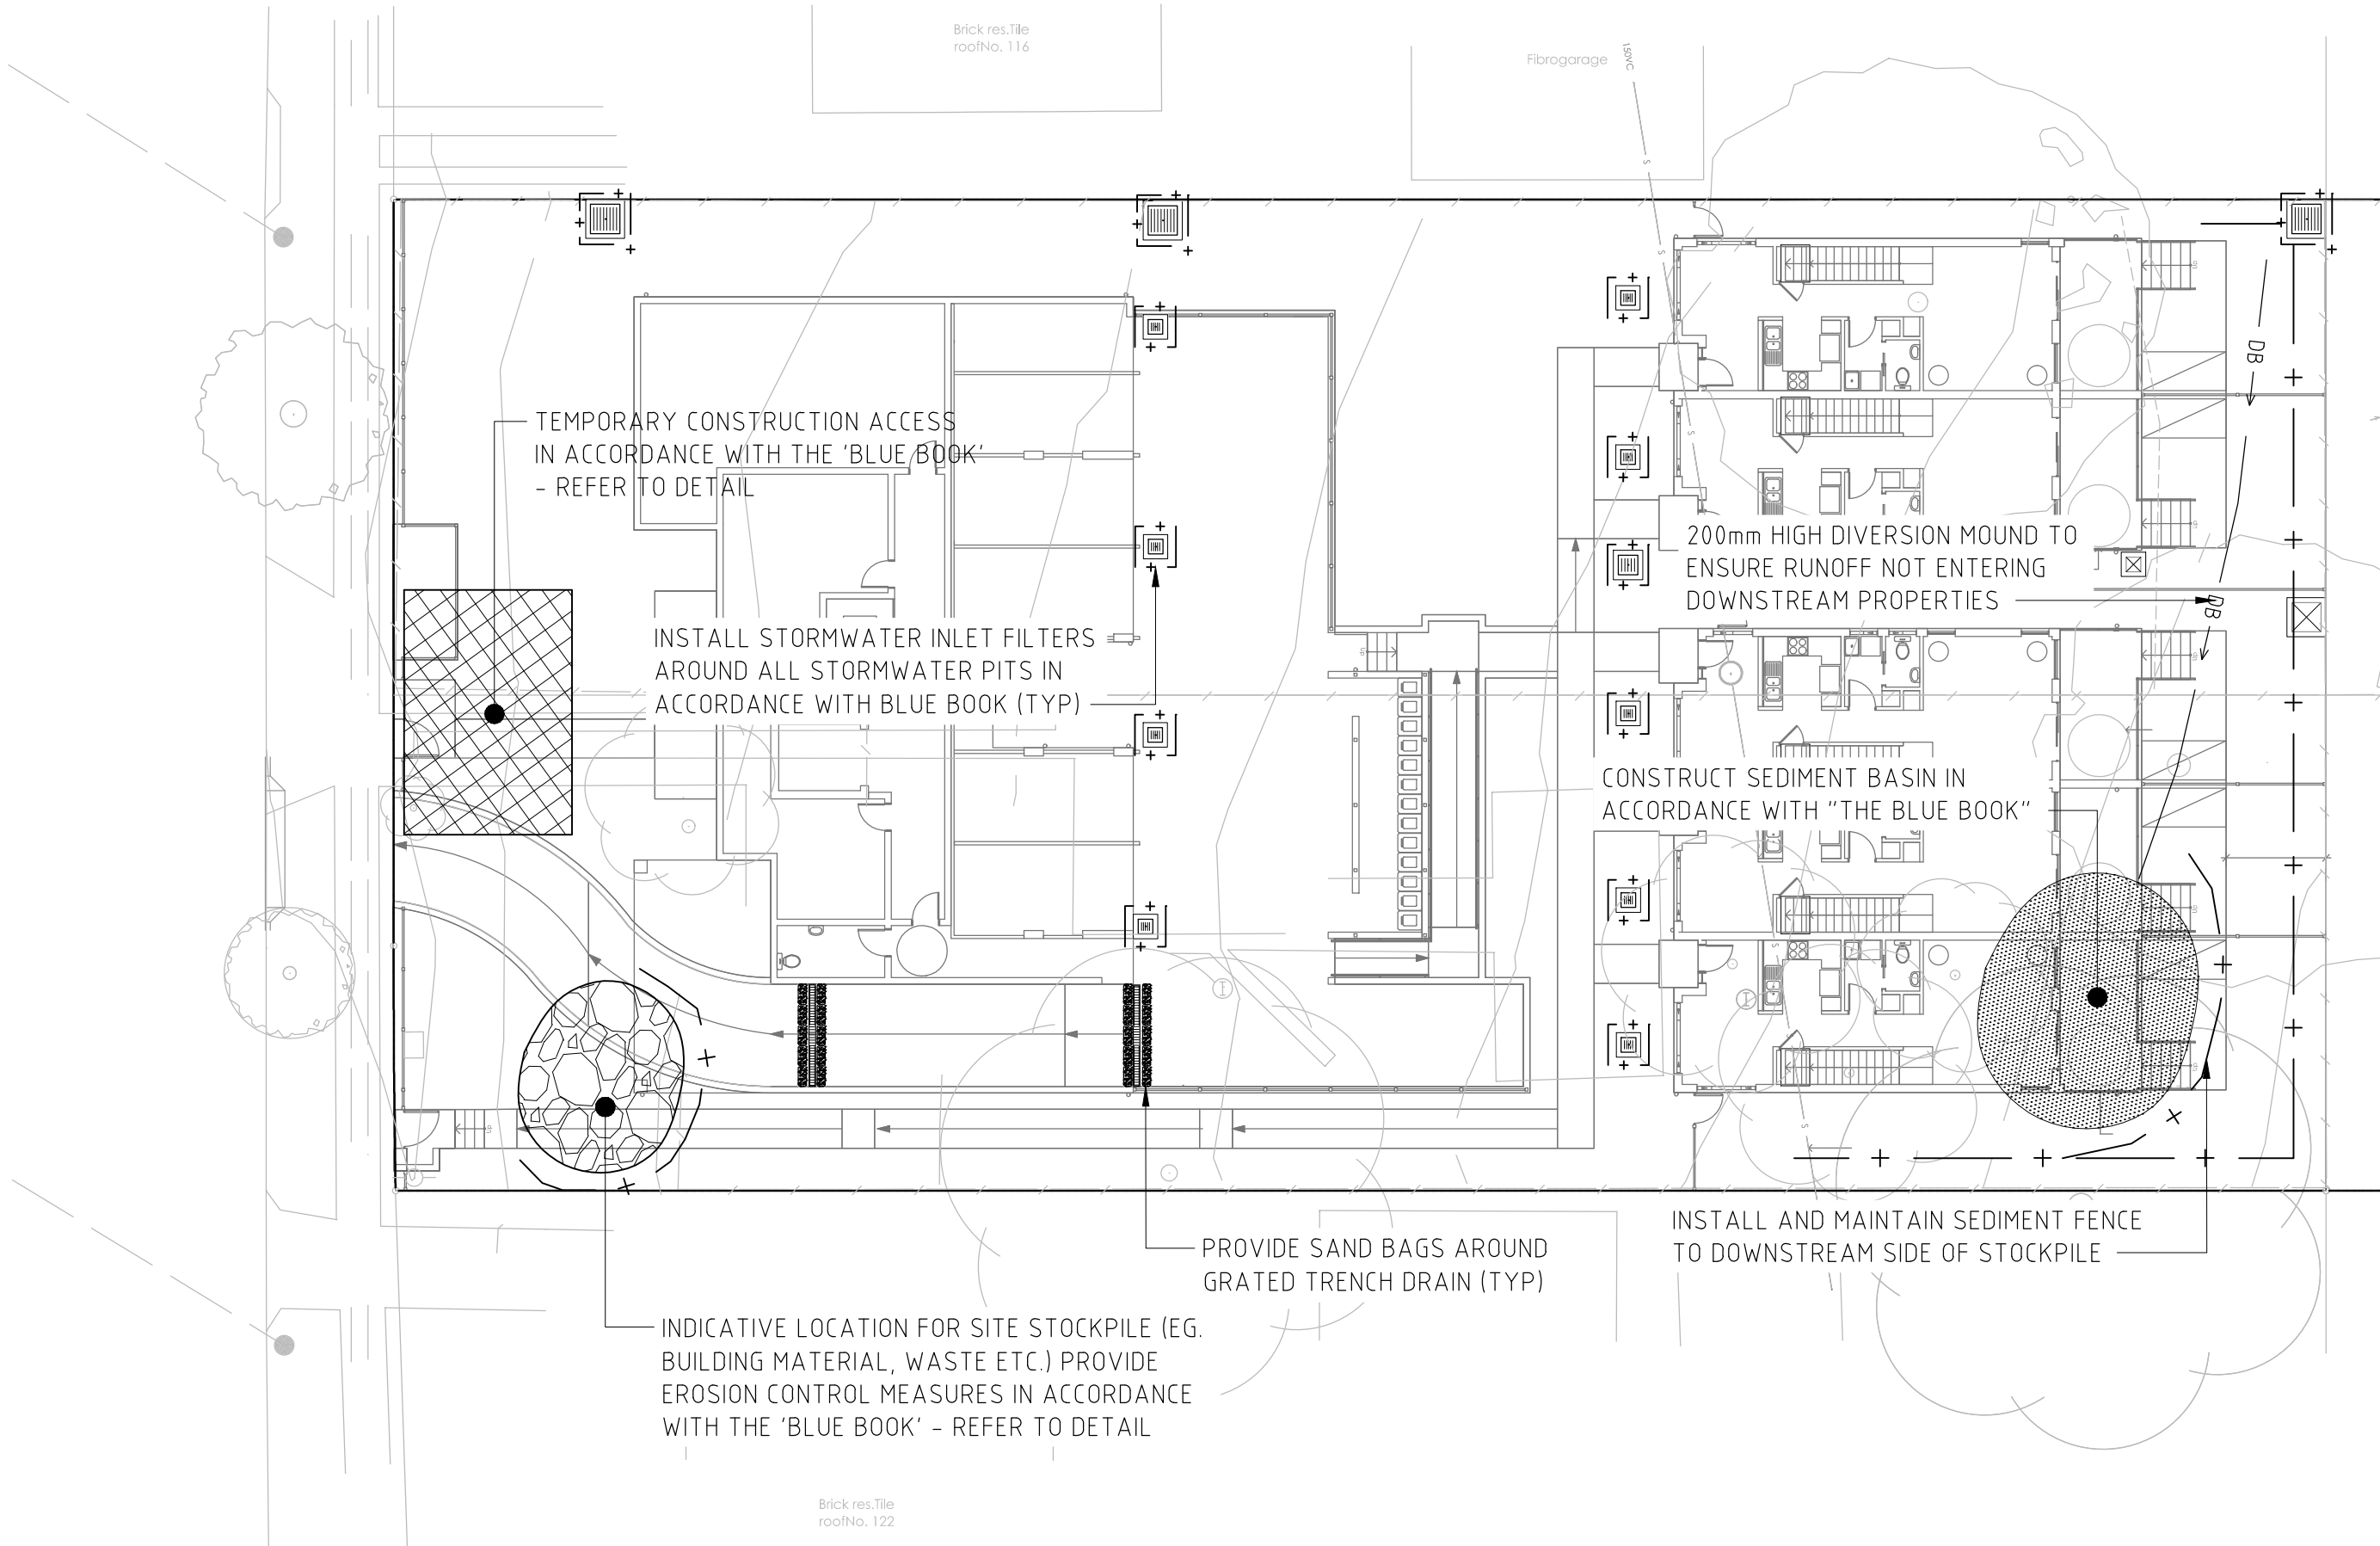 Brick res.Tile
roofNo. 116
Fibrogarage
150VC
S
S
S
DB
TEMPORARY CONSTRUCTION ACCESS
IN ACCORDANCE WITH THE 'BLUE BOOK'
- REFER TO DETAIL
200mm HIGH DIVERSION MOUND TO
ENSURE RUNOFF NOT ENTERING
DOWNSTREAM PROPERTIES
DB
INSTALL STORMWATER INLET FILTERS
AROUND ALL STORMWATER PITS IN
ACCORDANCE WITH BLUE BOOK (TYP)
UP
CONSTRUCT SEDIMENT BASIN IN
ACCORDANCE WITH "THE BLUE BOOK"
S
S
S
UP
INSTALL AND MAINTAIN SEDIMENT FENCE
TO DOWNSTREAM SIDE OF STOCKPILE
PROVIDE SAND BAGS AROUND
GRATED TRENCH DRAIN (TYP)
INDICATIVE LOCATION FOR SITE STOCKPILE (EG.
BUILDING MATERIAL, WASTE ETC.) PROVIDE
EROSION CONTROL MEASURES IN ACCORDANCE
WITH THE 'BLUE BOOK' - REFER TO DETAIL
Brick res.Tile
roofNo. 122